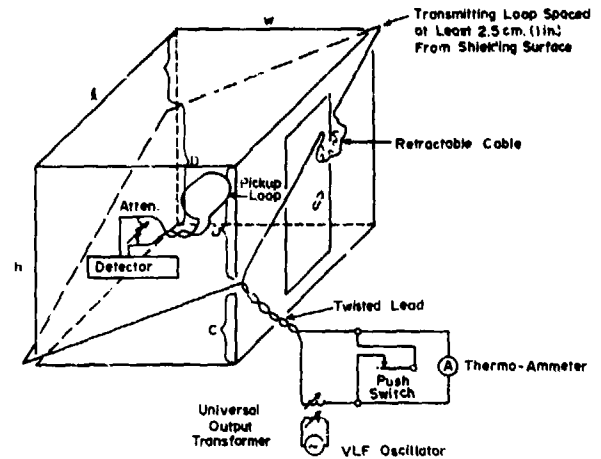 w
Transmitting Loop Spaced
at Least 2.5 cm. (1 in.)
From Shielding Surface
ℓ
Retractable Cable
D
Pickup
Loop
Atten.
h
Detector
Twisted Lead
C
A
Thermo-Ammeter
Push
Switch
Universal
Output
Transformer
VLF Oscillator